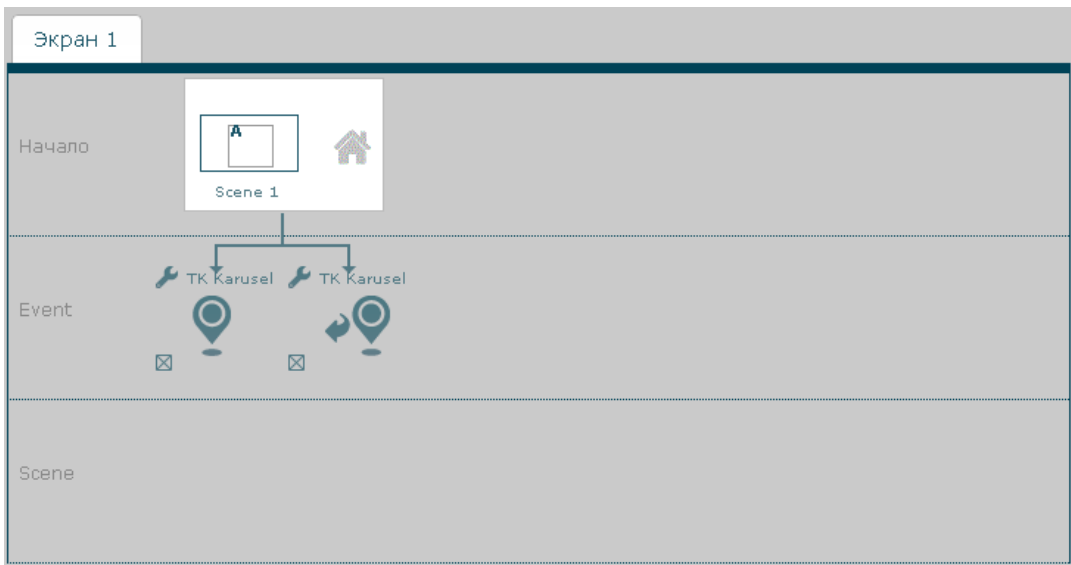 Экран 1
Начало
A
Scene 1
TK Karusel TK Karusel
Event
Scene